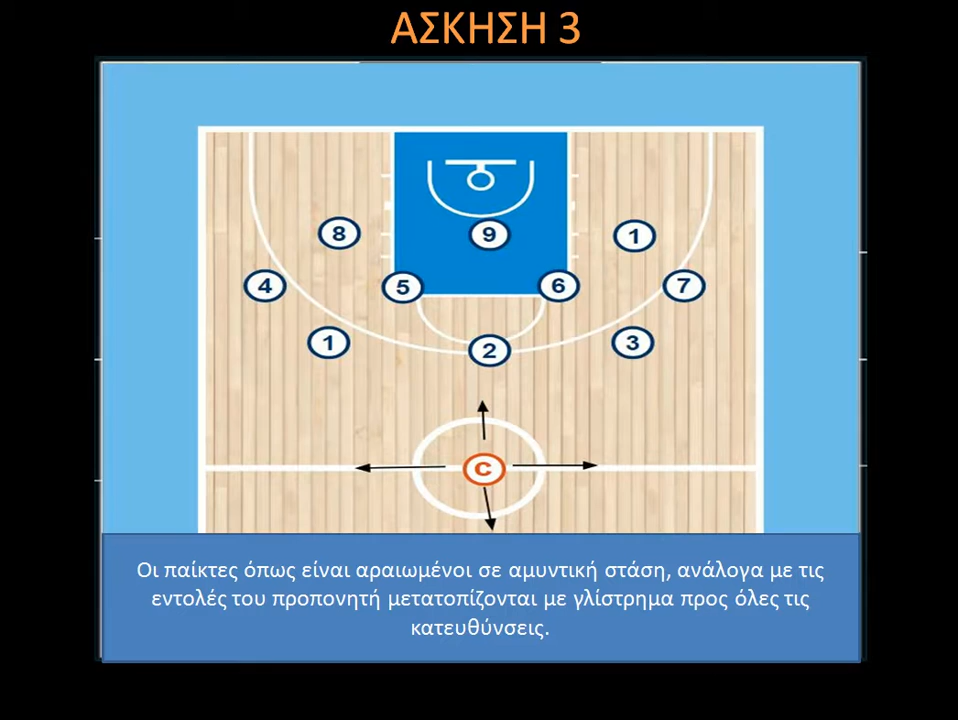 ΑΣΚΗΣΗ 3
8 9 1
4 5 6 7
1 2 3
C
Οι παίκτες όπως είναι αραιωμένοι σε αμυντική στάση, ανάλογα με τις
εντολές του προπονητή μετατοπίζονται με γλίστρημα προς όλες τις
κατευθύνσεις.